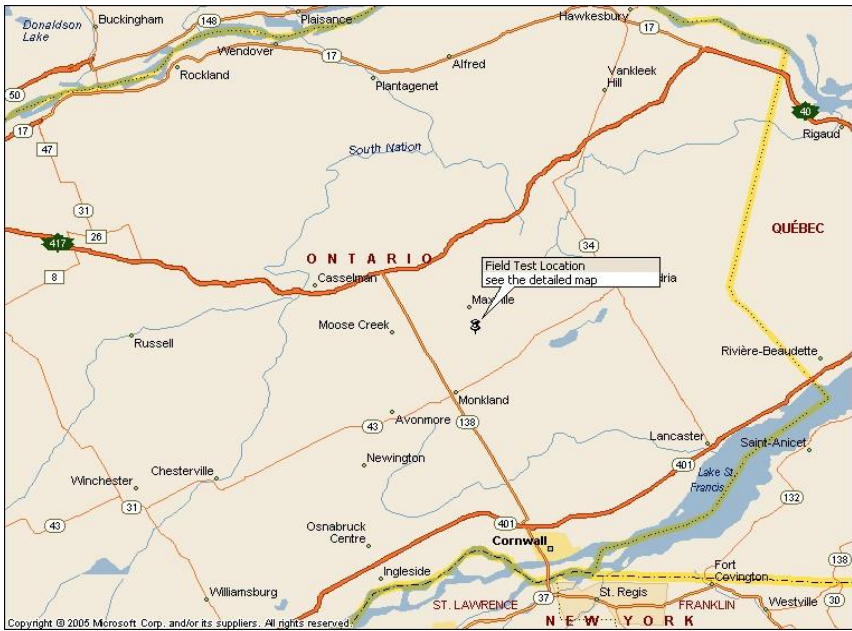 Donaldson
Lake
Buckingham
148
Plaisance
Hawkesbury
17
Wendover
17
Alfred
Rockland
Plantagenet
Vankleek
Hill
50
40
17
Rigaud
47
South Nation
31
QUÉBEC
26
417
34
ONTARIO
8
Field Test Location
see the detailed map
dria
Casselman
Moose Creek
Russell
Rivière-Beaudette
Monkland
43
Avonmore
138
Lancaster
Saint-Anicet
Newington
401
Chesterville
Lake St.
Francis
Winchester
132
31
43
401
Osnabruck
Centre
Cornwall
138
Fort
Covington
Ingleside
Williamsburg
37
St. Regis
ST. LAWRENCE
FRANKLIN
30
Westville
NEW YORK
Copyright © 2005 Microsoft Corp. and/or its suppliers. All rights reserved.